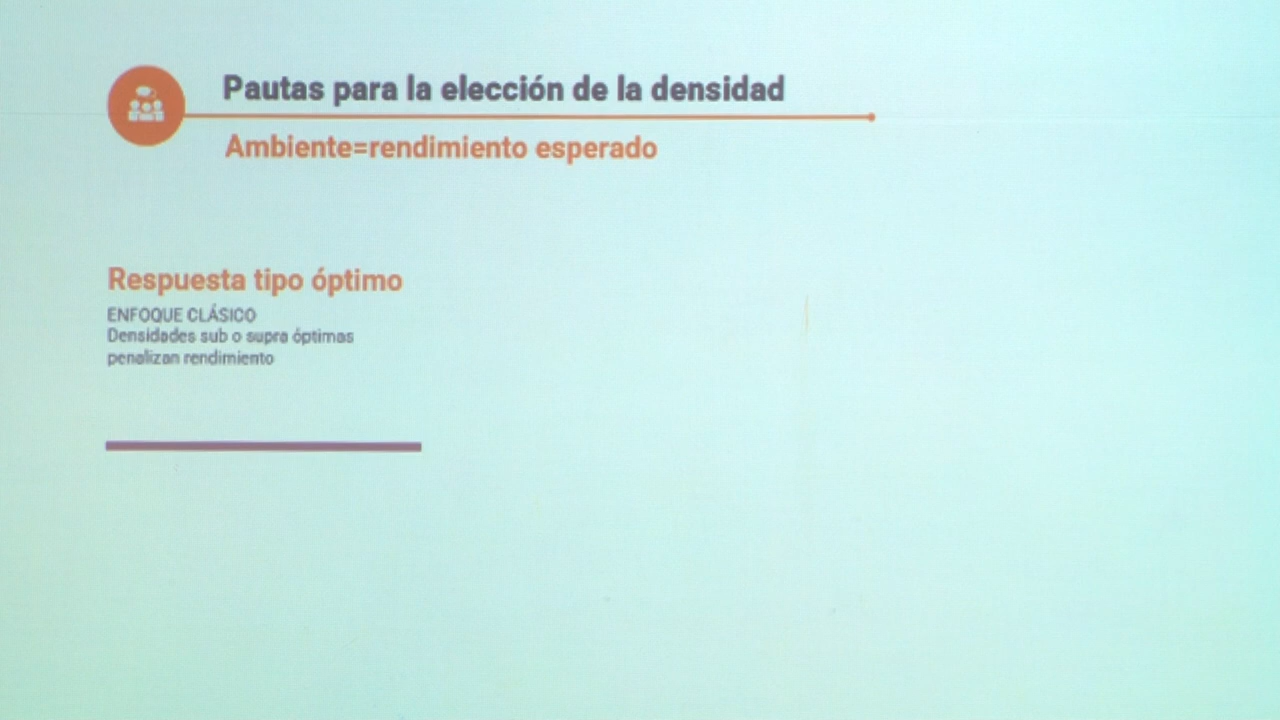 Pautas para la elección de la densidad
Ambiente=rendimiento esperado
Respuesta tipo óptimo
ENFOQUE CLÁSICO
Densidades sub o supra óptimas
penalizan rendimiento